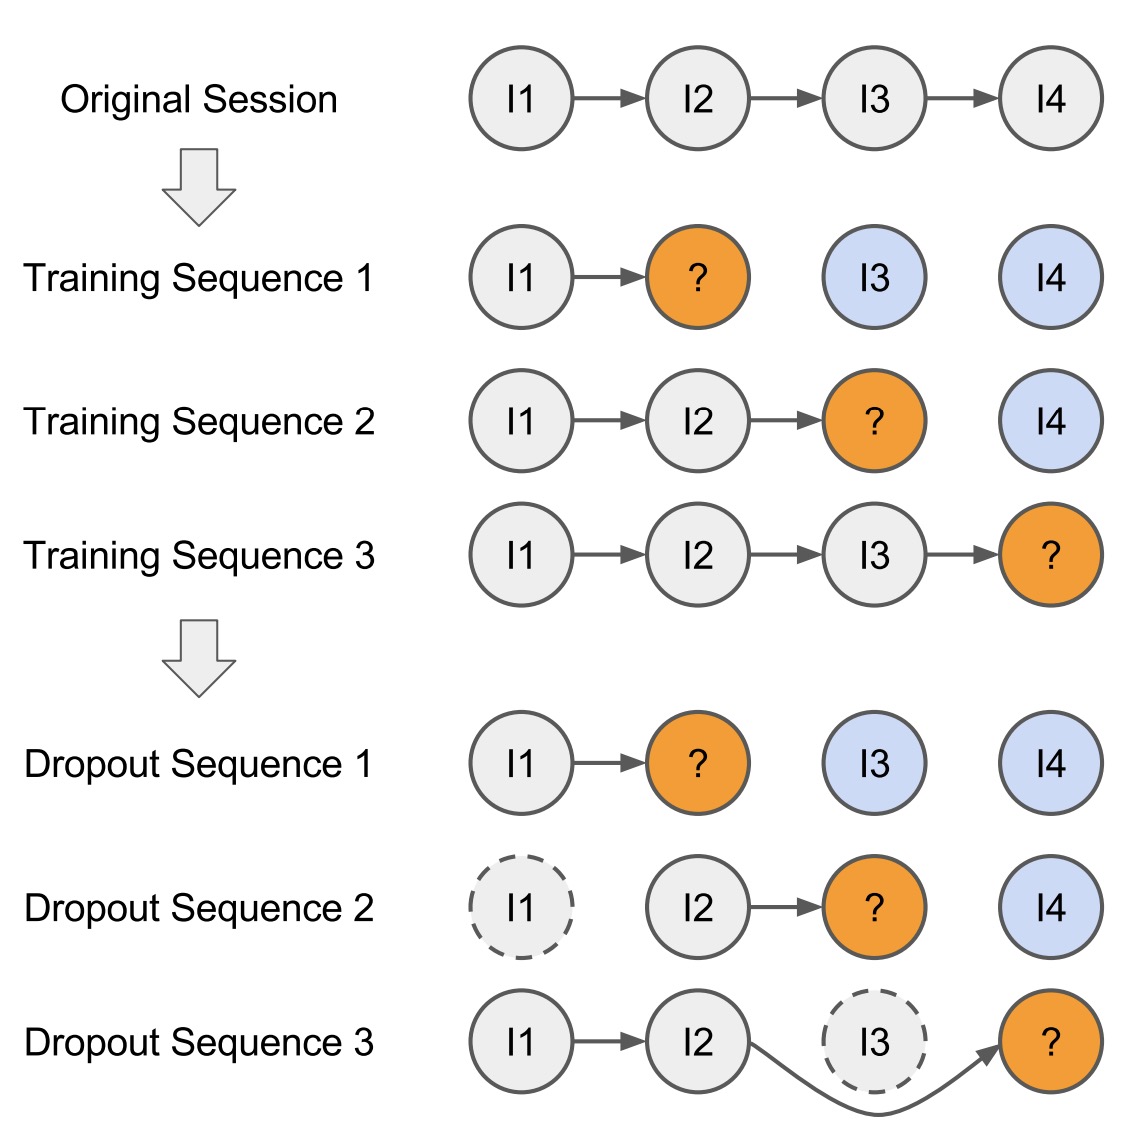 Original Session I1 I2 I3 I4
Training Sequence 1 I1 ? I3 I4
Training Sequence 2 I1 I2 ? I4
Training Sequence 3 I1 I2 I3 ?
Dropout Sequence 1 I1 ? I3 I4
Dropout Sequence 2 I1 I2 ? I4
Dropout Sequence 3 I1 I2 I3 ?